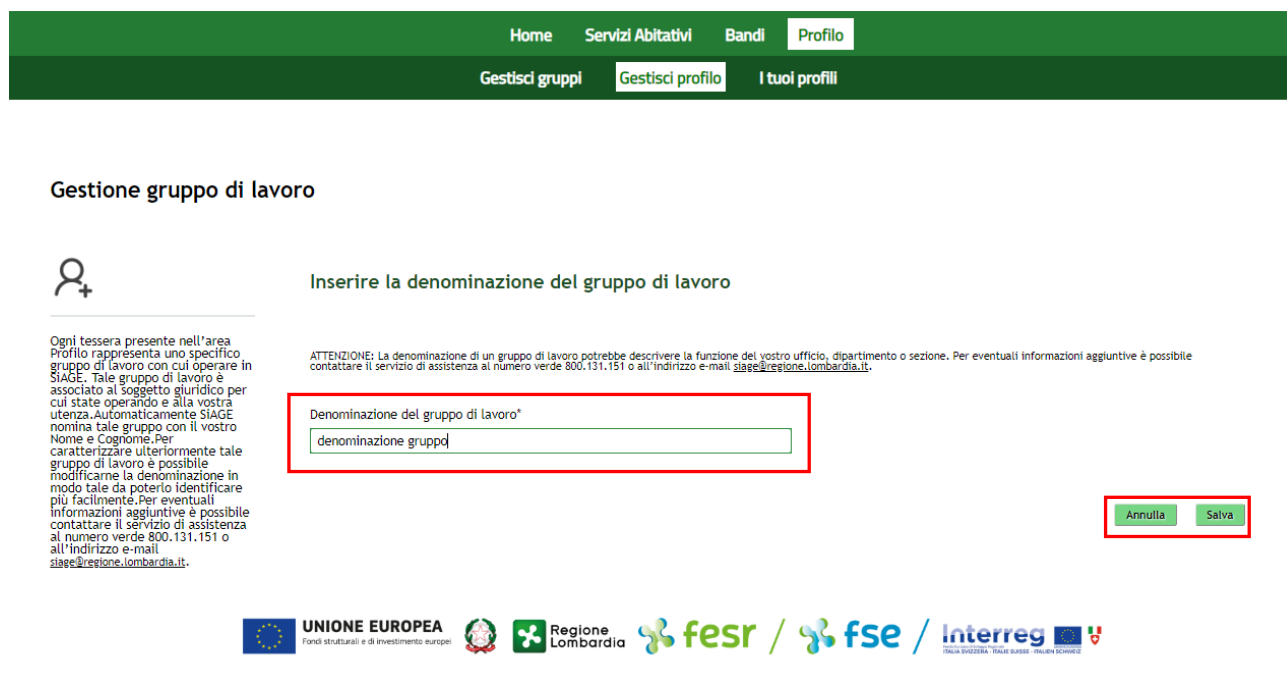 Home Servizi Abitativi Bandi Profilo
Gestisci gruppi Gestisci profilo I tuoi profili
Gestione gruppo di lavoro
Ogni tessera presente nell'area
Profilo rappresenta uno specifico
gruppo di lavoro con cui operare in
SiAGE. Tale gruppo di lavoro è
associato al soggetto giuridico per
cui state operando e alla vostra
utenza.Automaticamente SiAGE
nomina tale gruppo con il vostro
Nome e Cognome.Per
caratterizzare ulteriormente tale
gruppo di lavoro è possibile
modificarne la denominazione in
modo tale da poterlo identificare
più facilmente.Per eventuali
informazioni aggiuntive è possibile
contattare il servizio di assistenza
al numero verde 800.131.151 o
all'indirizzo e-mail
siage@regione.lombardia.it.
Inserire la denominazione del gruppo di lavoro
ATTENZIONE: La denominazione di un gruppo di lavoro potrebbe descrivere la funzione del vostro ufficio, dipartimento o sezione. Per eventuali informazioni aggiuntive è possibile
contattare il servizio di assistenza al numero verde 800.131.151 o all'indirizzo e-mail siage@regione.lombardia.it.
Denominazione del gruppo di lavoro*
denominazione gruppo
Annulla Salva
UNIONE EUROPEA
Fondi strutturali e di investimento europei
Regione
Lombardia
fesr / fse / Interreg
ITALIA SVIZZERA - ITALIE SUISSE - ITALIEN SCHWEIZ